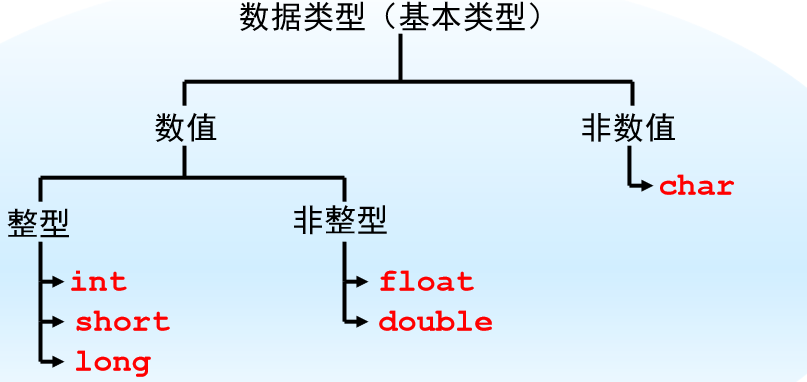 数据类型（基本类型）
数值
非数值
char
整型
非整型
int
float
short
double
long